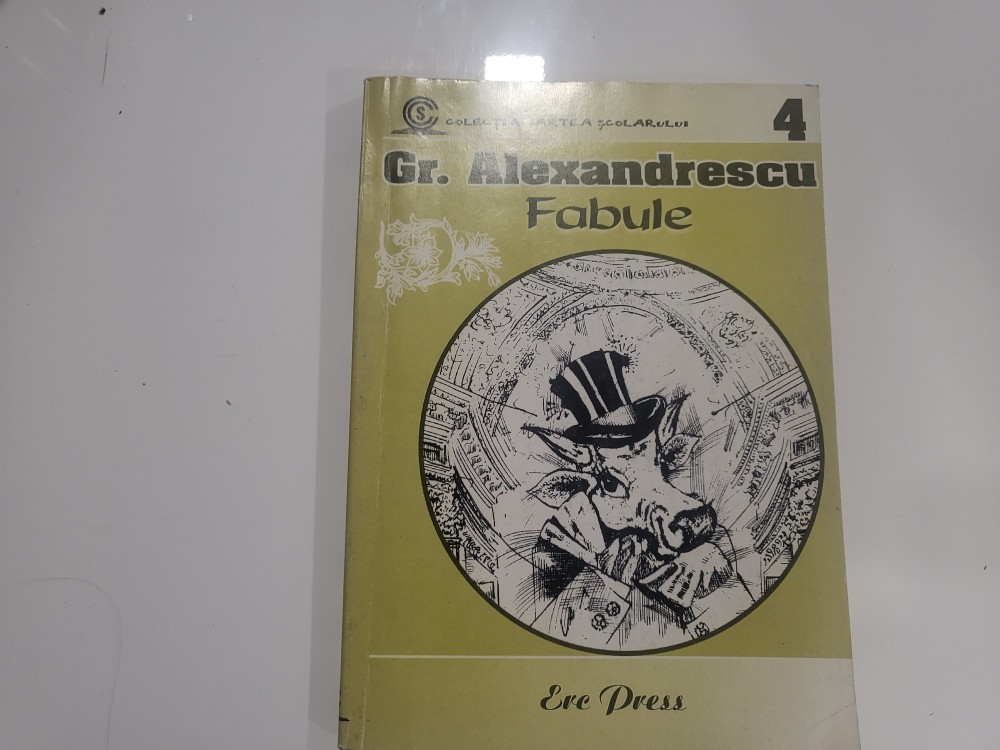 COLECȚIA CARTEA ȘCOLARULUI
4
Gr. Alexandrescu
Fabule
Erc Press